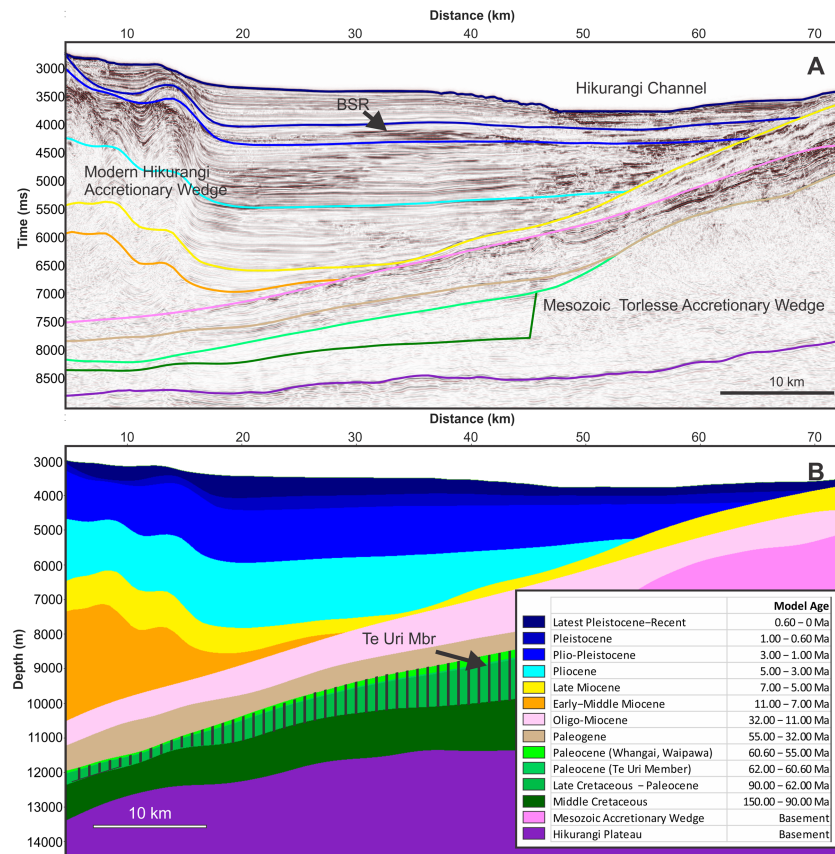 Distance (km)
10 20 30 40 50 60 70
A
3000
3500
4000
4500
5000
5500
6000
6500
7000
7500
8000
8500
Time (ms)
Hikurangi Channel
BSR
Modern Hikurangi
Accretionary Wedge
Mesozoic Torlesse Accretionary Wedge
10 km
Distance (km)
10 20 30 40 50 60 70
B
3000
4000
5000
6000
7000
8000
9000
10000
11000
12000
13000
14000
Depth (m)
Te Uri Mbr
10 km
Model Age
Latest Pleistocene–Recent 0.60 – 0 Ma
Pleistocene 1.00 – 0.60 Ma
Plio-Pleistocene 3.00 – 1.00 Ma
Pliocene 5.00 – 3.00 Ma
Late Miocene 7.00 – 5.00 Ma
Early–Middle Miocene 11.00 – 7.00 Ma
Oligo-Miocene 32.00 – 11.00 Ma
Paleogene 55.00 – 32.00 Ma
Paleocene (Whangai, Waipawa) 60.60 – 55.00 Ma
Paleocene (Te Uri Member) 62.00 – 60.60 Ma
Late Cretaceous – Paleocene 90.00 – 62.00 Ma
Middle Cretaceous 150.00 – 90.00 Ma
Mesozoic Accretionary Wedge Basement
Hikurangi Plateau Basement